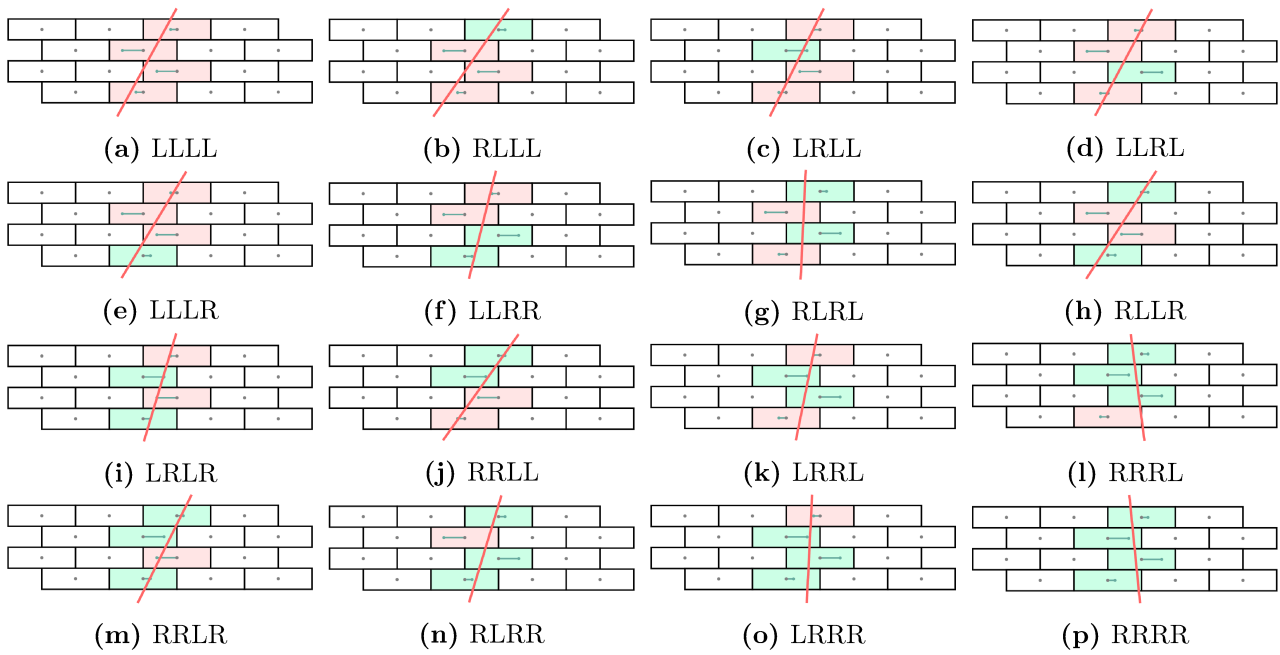 (a) LLLL (b) RLLL (c) LRLL (d) LLRL
(e) LLLR (f) LLRR (g) RLRL (h) RLLR
(i) LRLR (j) RRLL (k) LRRL (l) RRRL
(m) RRLR (n) RLRR (o) LRRR (p) RRRR